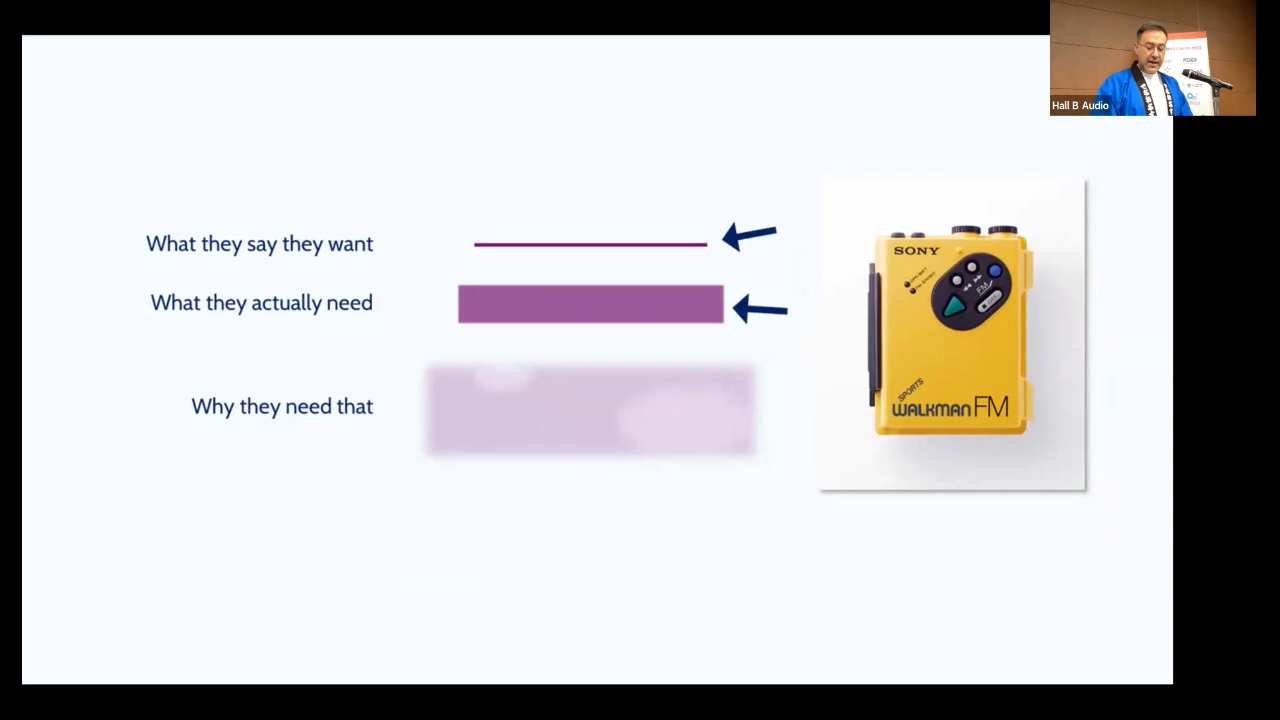 Hall B Audio
What they say they want
What they actually need
Why they need that
SONY
FM
SPORTS
WALKMAN FM